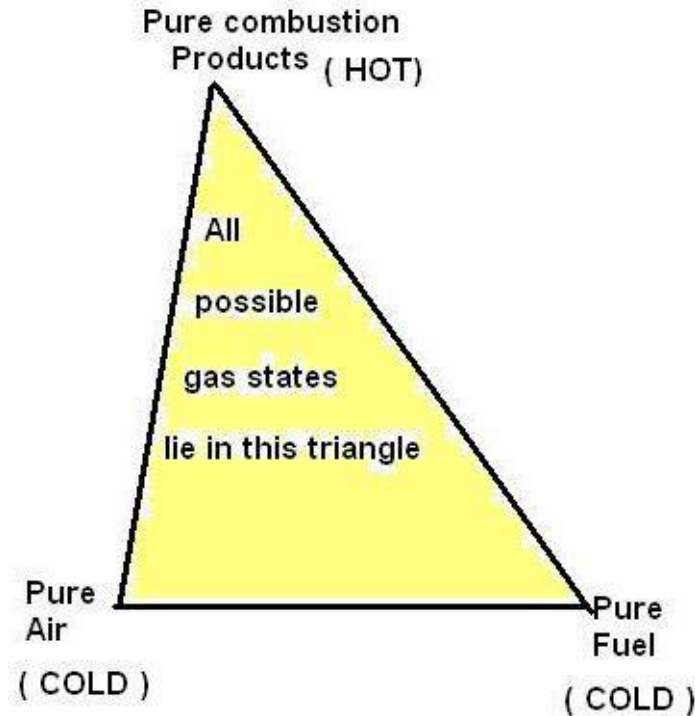 Pure combustion
Products ( HOT)
All
possible
gas states
lie in this triangle
Pure
Air
( COLD )
Pure
Fuel
( COLD )